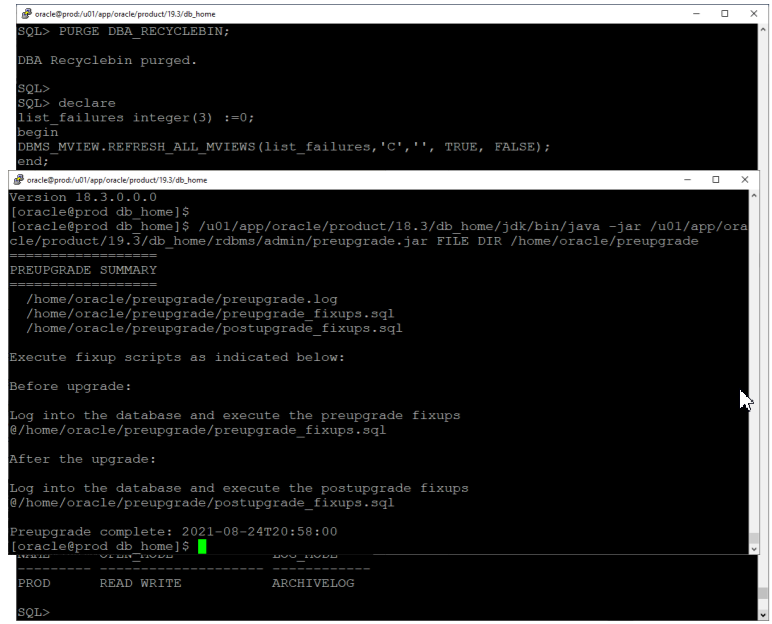 oracle@prod:/u01/app/oracle/product/19.3/db_home
SQL> PURGE DBA_RECYCLEBIN;
DBA Recyclebin purged.
SQL>
SQL> declare
list_failures integer(3) :=0;
begin
DBMS_MVIEW.REFRESH_ALL_MVIEWS(list_failures,'C','', TRUE, FALSE);
end;
oracle@prod:/u01/app/oracle/product/19.3/db_home
Version 18.3.0.0.0
[oracle@prod db_home]$
[oracle@prod db_home]$ /u01/app/oracle/product/18.3/db_home/jdk/bin/java -jar /u01/app/ora
cle/product/19.3/db_home/rdbms/admin/preupgrade.jar FILE DIR /home/oracle/preupgrade
==================
PREUPGRADE SUMMARY
==================
/home/oracle/preupgrade/preupgrade.log
/home/oracle/preupgrade/preupgrade_fixups.sql
/home/oracle/preupgrade/postupgrade_fixups.sql
Execute fixup scripts as indicated below:
Before upgrade:
Log into the database and execute the preupgrade fixups
@/home/oracle/preupgrade/preupgrade_fixups.sql
After the upgrade:
Log into the database and execute the postupgrade fixups
@/home/oracle/preupgrade/postupgrade_fixups.sql
Preupgrade complete: 2021-08-24T20:58:00
[oracle@prod db_home]$
NAME OPEN_MODE LOG_MODE
--------- -------------------- ------------
PROD READ WRITE ARCHIVELOG
SQL>